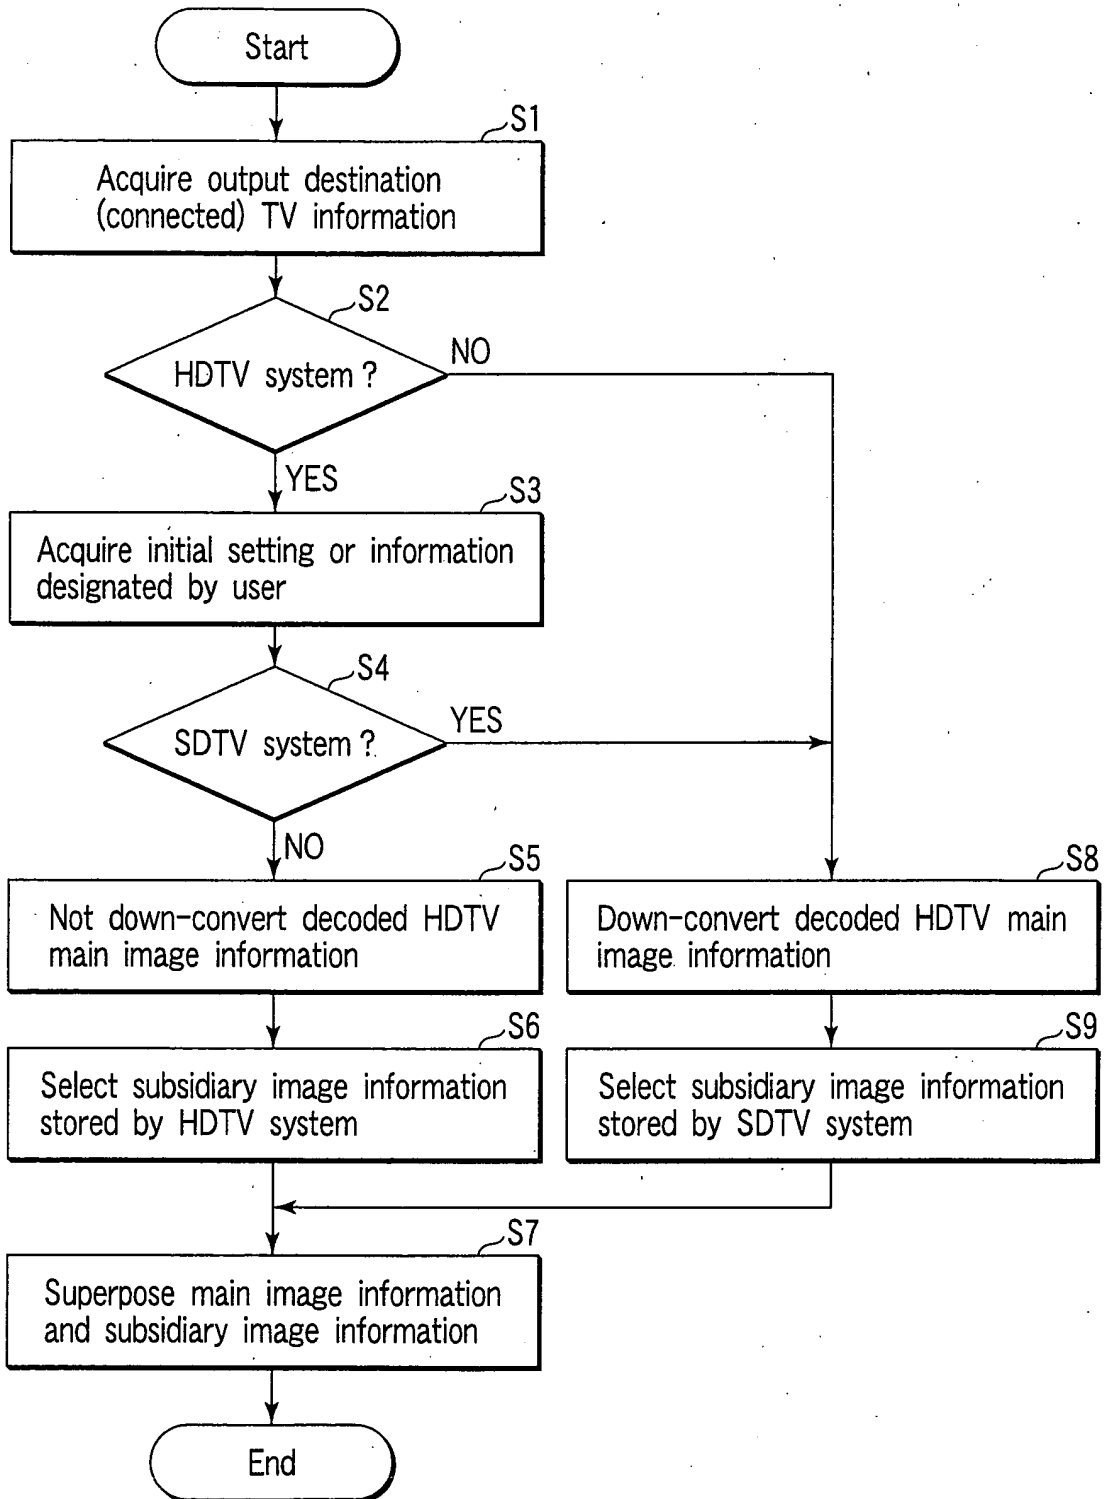 Start
S1
Acquire output destination
(connected) TV information
S2
HDTV system?
NO
YES
S3
Acquire initial setting or information
designated by user
S4
SDTV system?
YES
NO
S5
Not down-convert decoded HDTV
main image information
S8
Down-convert decoded HDTV main
image information
S6
Select subsidiary image information
stored by HDTV system
S9
Select subsidiary image information
stored by SDTV system
S7
Superpose main image information
and subsidiary image information
End